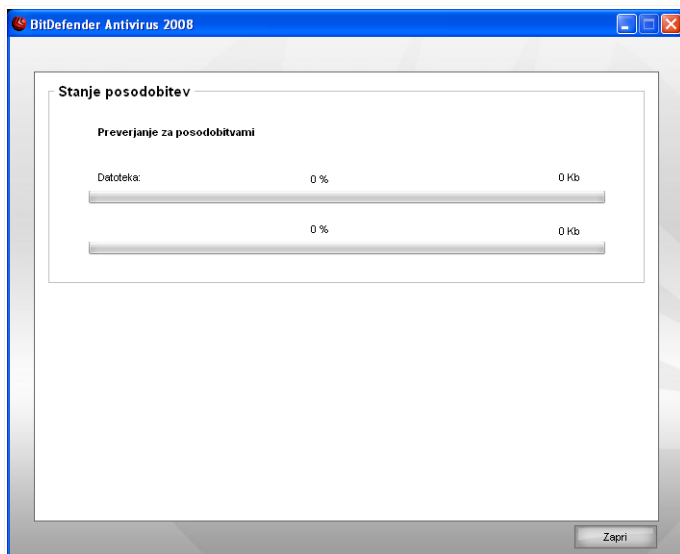 BitDefender Antivirus 2008
Stanje posodobitev
Preverjanje za posodobitvami
Datoteka: 0 % 0 Kb
0 % 0 Kb
Zapri